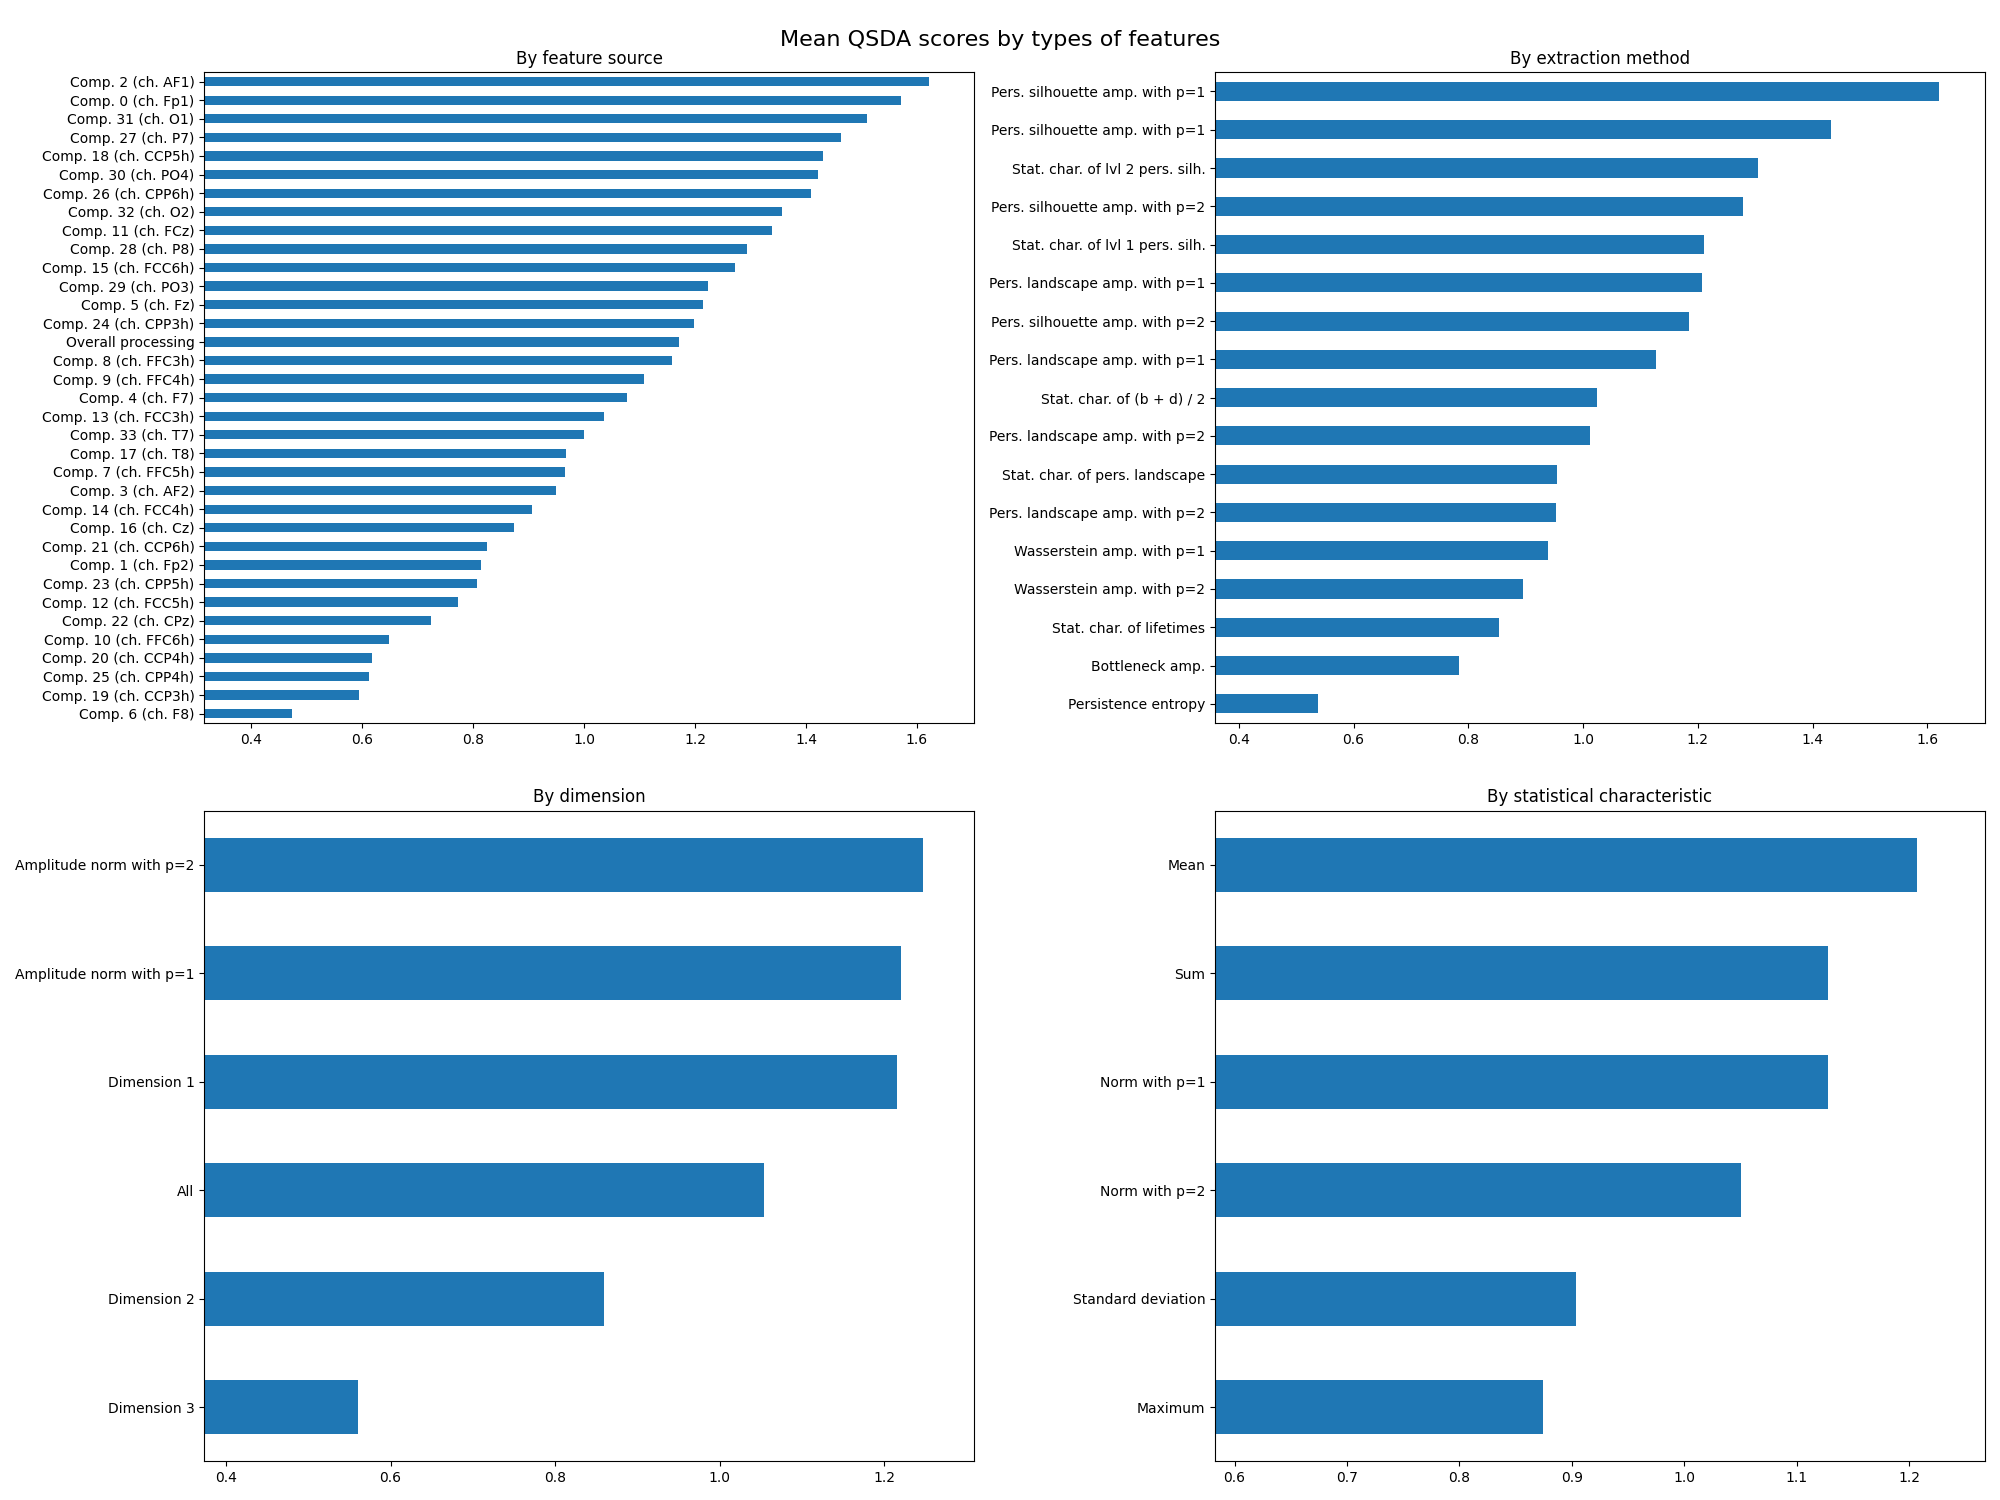 Mean QSDA scores by types of features
By feature source
Comp. 2 (ch. AF1)
Comp. 0 (ch. Fp1)
Comp. 31 (ch. O1)
Comp. 27 (ch. P7)
Comp. 18 (ch. CCP5h)
Comp. 30 (ch. PO4)
Comp. 26 (ch. CPP6h)
Comp. 32 (ch. O2)
Comp. 11 (ch. FCz)
Comp. 28 (ch. P8)
Comp. 15 (ch. FCC6h)
Comp. 29 (ch. PO3)
Comp. 5 (ch. Fz)
Comp. 24 (ch. CPP3h)
Overall processing
Comp. 8 (ch. FFC3h)
Comp. 9 (ch. FFC4h)
Comp. 4 (ch. F7)
Comp. 13 (ch. FCC3h)
Comp. 33 (ch. T7)
Comp. 17 (ch. T8)
Comp. 7 (ch. FFC5h)
Comp. 3 (ch. AF2)
Comp. 14 (ch. FCC4h)
Comp. 16 (ch. Cz)
Comp. 21 (ch. CCP6h)
Comp. 1 (ch. Fp2)
Comp. 23 (ch. CPP5h)
Comp. 12 (ch. FCC5h)
Comp. 22 (ch. CPz)
Comp. 10 (ch. FFC6h)
Comp. 20 (ch. CCP4h)
Comp. 25 (ch. CPP4h)
Comp. 19 (ch. CCP3h)
Comp. 6 (ch. F8)
0.4 0.6 0.8 1.0 1.2 1.4 1.6
By extraction method
Pers. silhouette amp. with p=1
Pers. silhouette amp. with p=1
Stat. char. of lvl 2 pers. silh.
Pers. silhouette amp. with p=2
Stat. char. of lvl 1 pers. silh.
Pers. landscape amp. with p=1
Pers. silhouette amp. with p=2
Pers. landscape amp. with p=1
Stat. char. of (b + d) / 2
Pers. landscape amp. with p=2
Stat. char. of pers. landscape
Pers. landscape amp. with p=2
Wasserstein amp. with p=1
Wasserstein amp. with p=2
Stat. char. of lifetimes
Bottleneck amp.
Persistence entropy
0.4 0.6 0.8 1.0 1.2 1.4 1.6
By dimension
Amplitude norm with p=2
Amplitude norm with p=1
Dimension 1
All
Dimension 2
Dimension 3
0.4 0.6 0.8 1.0 1.2
By statistical characteristic
Mean
Sum
Norm with p=1
Norm with p=2
Standard deviation
Maximum
0.6 0.7 0.8 0.9 1.0 1.1 1.2